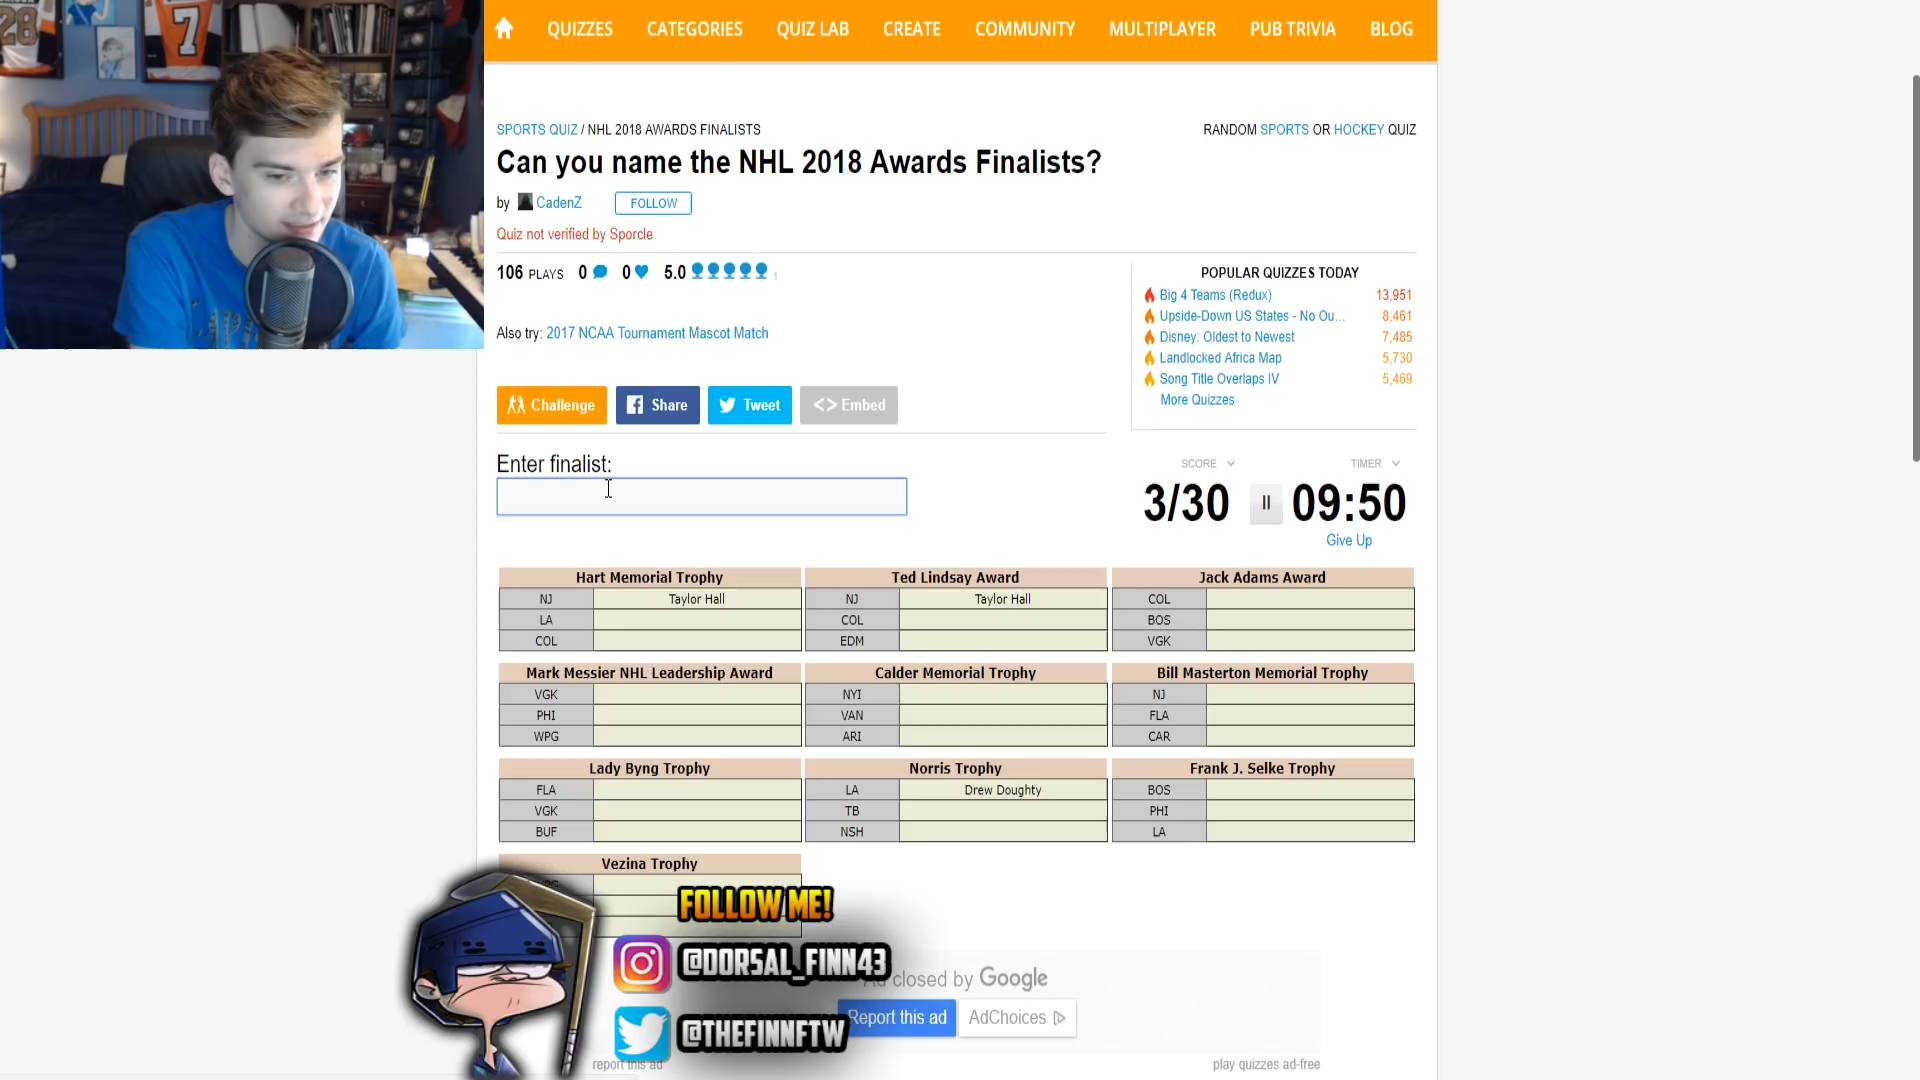 28
7
QUIZZES CATEGORIES QUIZ LAB CREATE COMMUNITY MULTIPLAYER PUB TRIVIA BLOG
SPORTS QUIZ / NHL 2018 AWARDS FINALISTS
RANDOM SPORTS OR HOCKEY QUIZ
Can you name the NHL 2018 Awards Finalists?
by CadenZ FOLLOW
Quiz not verified by Sporcle
106 PLAYS 0 0 5.0 1
Also try: 2017 NCAA Tournament Mascot Match
POPULAR QUIZZES TODAY
Big 4 Teams (Redux) 13,951
Upside-Down US States - No Ou... 8,461
Disney: Oldest to Newest 7,485
Landlocked Africa Map 5,730
Song Title Overlaps IV 5,469
More Quizzes
Challenge Share Tweet <> Embed
Enter finalist:
SCORE TIMER
3/30 09:50
Give Up
Hart Memorial Trophy
NJ Taylor Hall
LA
COL
Ted Lindsay Award
NJ Taylor Hall
COL
EDM
Jack Adams Award
COL
BOS
VGK
Mark Messier NHL Leadership Award
VGK
PHI
WPG
Calder Memorial Trophy
NYI
VAN
ARI
Bill Masterton Memorial Trophy
NJ
FLA
CAR
Lady Byng Trophy
FLA
VGK
BUF
Norris Trophy
LA Drew Doughty
TB
NSH
Frank J. Selke Trophy
BOS
PHI
LA
Vezina Trophy
FOLLOW ME!
@DORSAL_FINN43
@THEFINNFTW
closed by Google
Report this ad AdChoices
report this ad
play quizzes ad-free